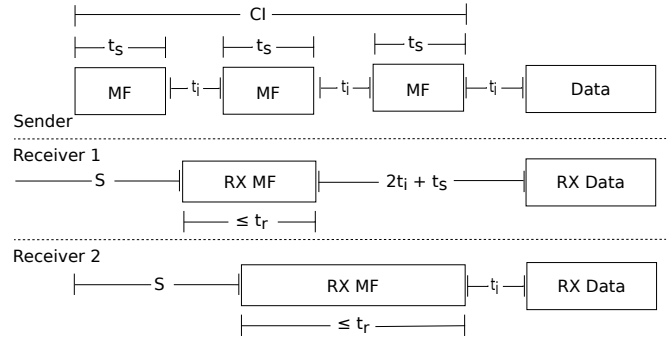 CI
tS tS tS
MF ti MF ti MF ti Data
Sender
Receiver 1
S RX MF 2ti + tS RX Data
≤ tr
Receiver 2
S RX MF ti RX Data
≤ tr